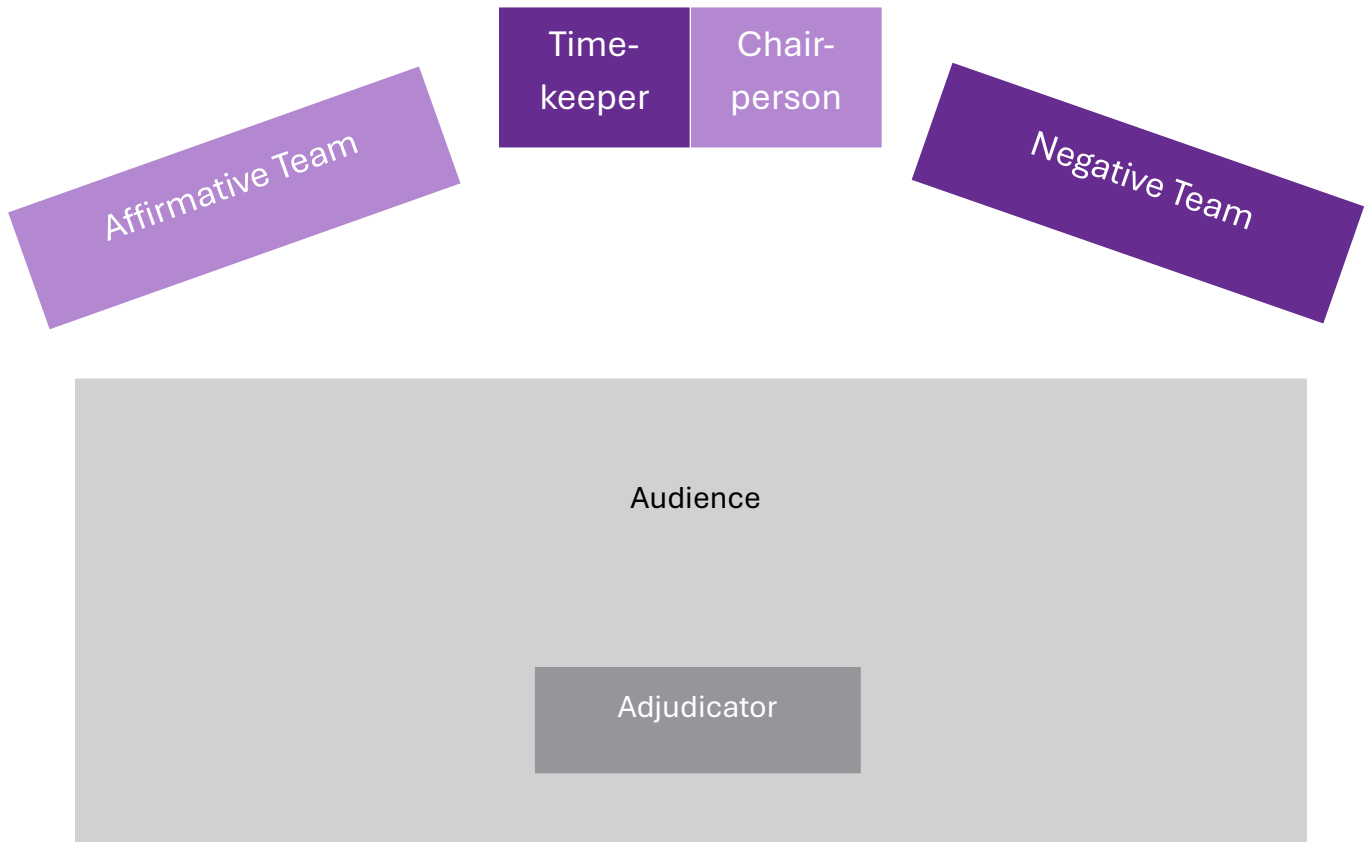 Time-
keeper
Chair-
person
Affirmative Team
Negative Team
Audience
Adjudicator